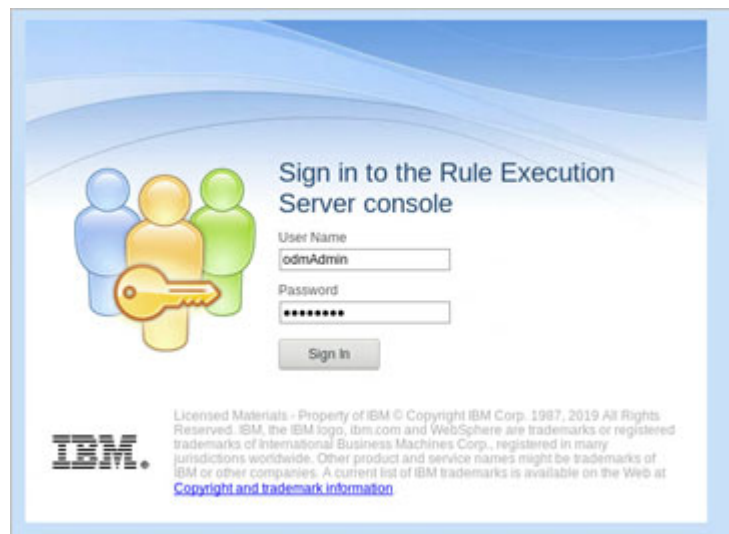 Sign in to the Rule Execution
Server console
User Name
odmAdmin
Password
••••••••
Sign In
IBM.
Licensed Materials - Property of IBM © Copyright IBM Corp. 1987, 2019 All Rights
Reserved. IBM, the IBM logo, ibm.com and WebSphere are trademarks or registered
trademarks of International Business Machines Corp., registered in many
jurisdictions worldwide. Other product and service names might be trademarks of
IBM or other companies. A current list of IBM trademarks is available on the Web at
Copyright and trademark information